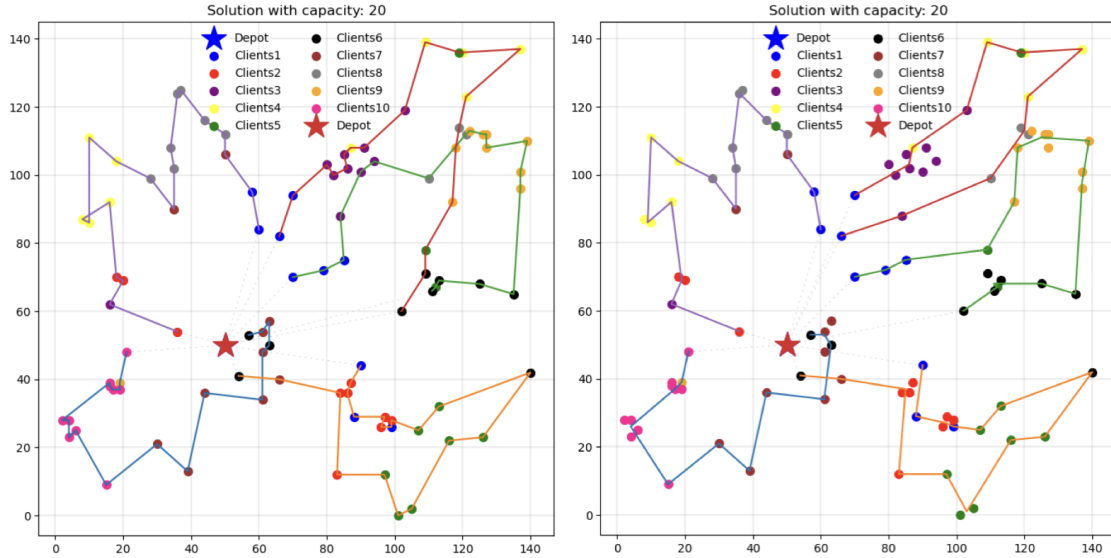 Solution with capacity: 20
140
120
100
80
60
40
20
0
Depot
Clients1
Clients2
Clients3
Clients4
Clients5
Clients6
Clients7
Clients8
Clients9
Clients10
Depot
0 20 40 60 80 100 120 140
Solution with capacity: 20
140
120
100
80
60
40
20
0
Depot
Clients1
Clients2
Clients3
Clients4
Clients5
Clients6
Clients7
Clients8
Clients9
Clients10
Depot
0 20 40 60 80 100 120 140